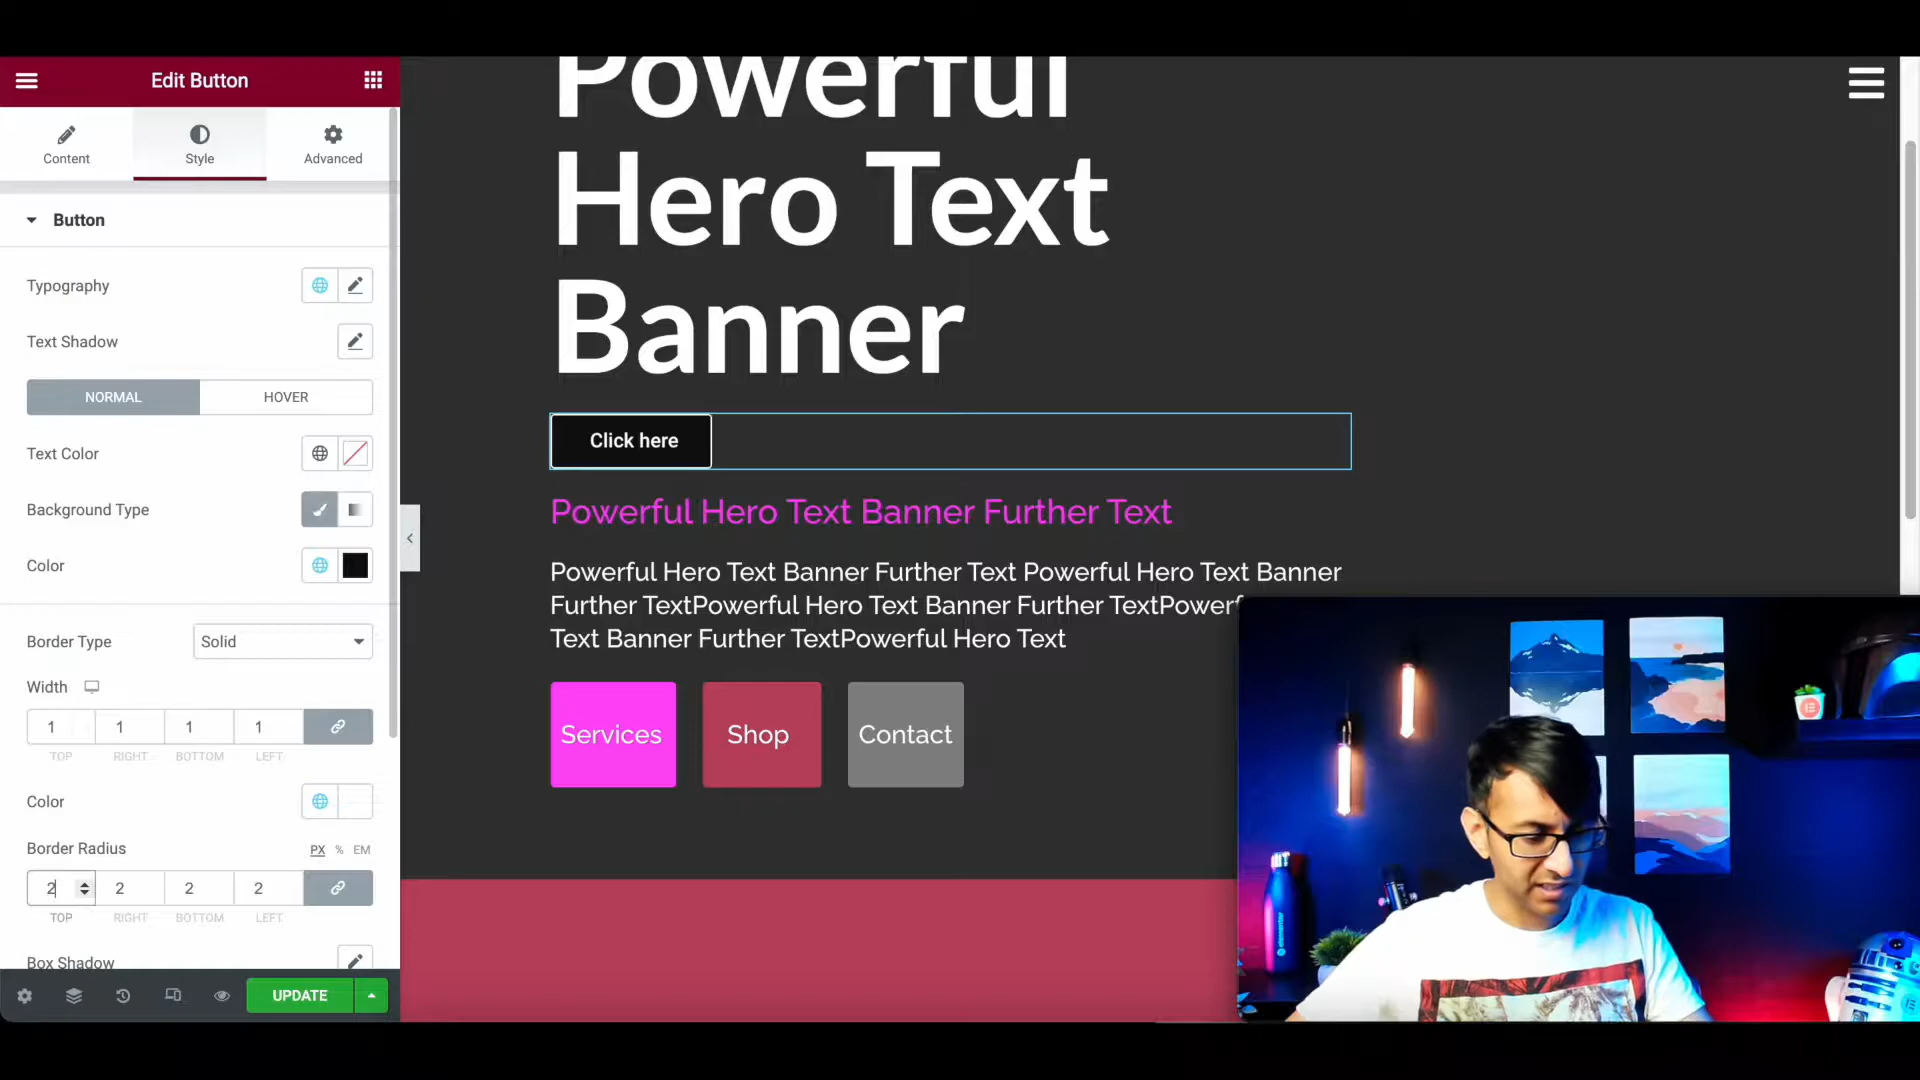 Edit Button
Content
Style
Advanced
Button
Typography
Text Shadow
NORMAL
HOVER
Text Color
Background Type
Color
Border Type
Solid
Width
1
1
1
1
TOP
RIGHT
BOTTOM
LEFT
Color
Border Radius
PX
%
EM
2
2
2
2
TOP
RIGHT
BOTTOM
LEFT
Box Shadow
UPDATE
Powerful
Hero Text
Banner
Click here
Powerful Hero Text Banner Further Text
Powerful Hero Text Banner Further Text Powerful Hero Text Banner
Further TextPowerful Hero Text Banner Further TextPowerf
Text Banner Further TextPowerful Hero Text
Services
Shop
Contact
elementor